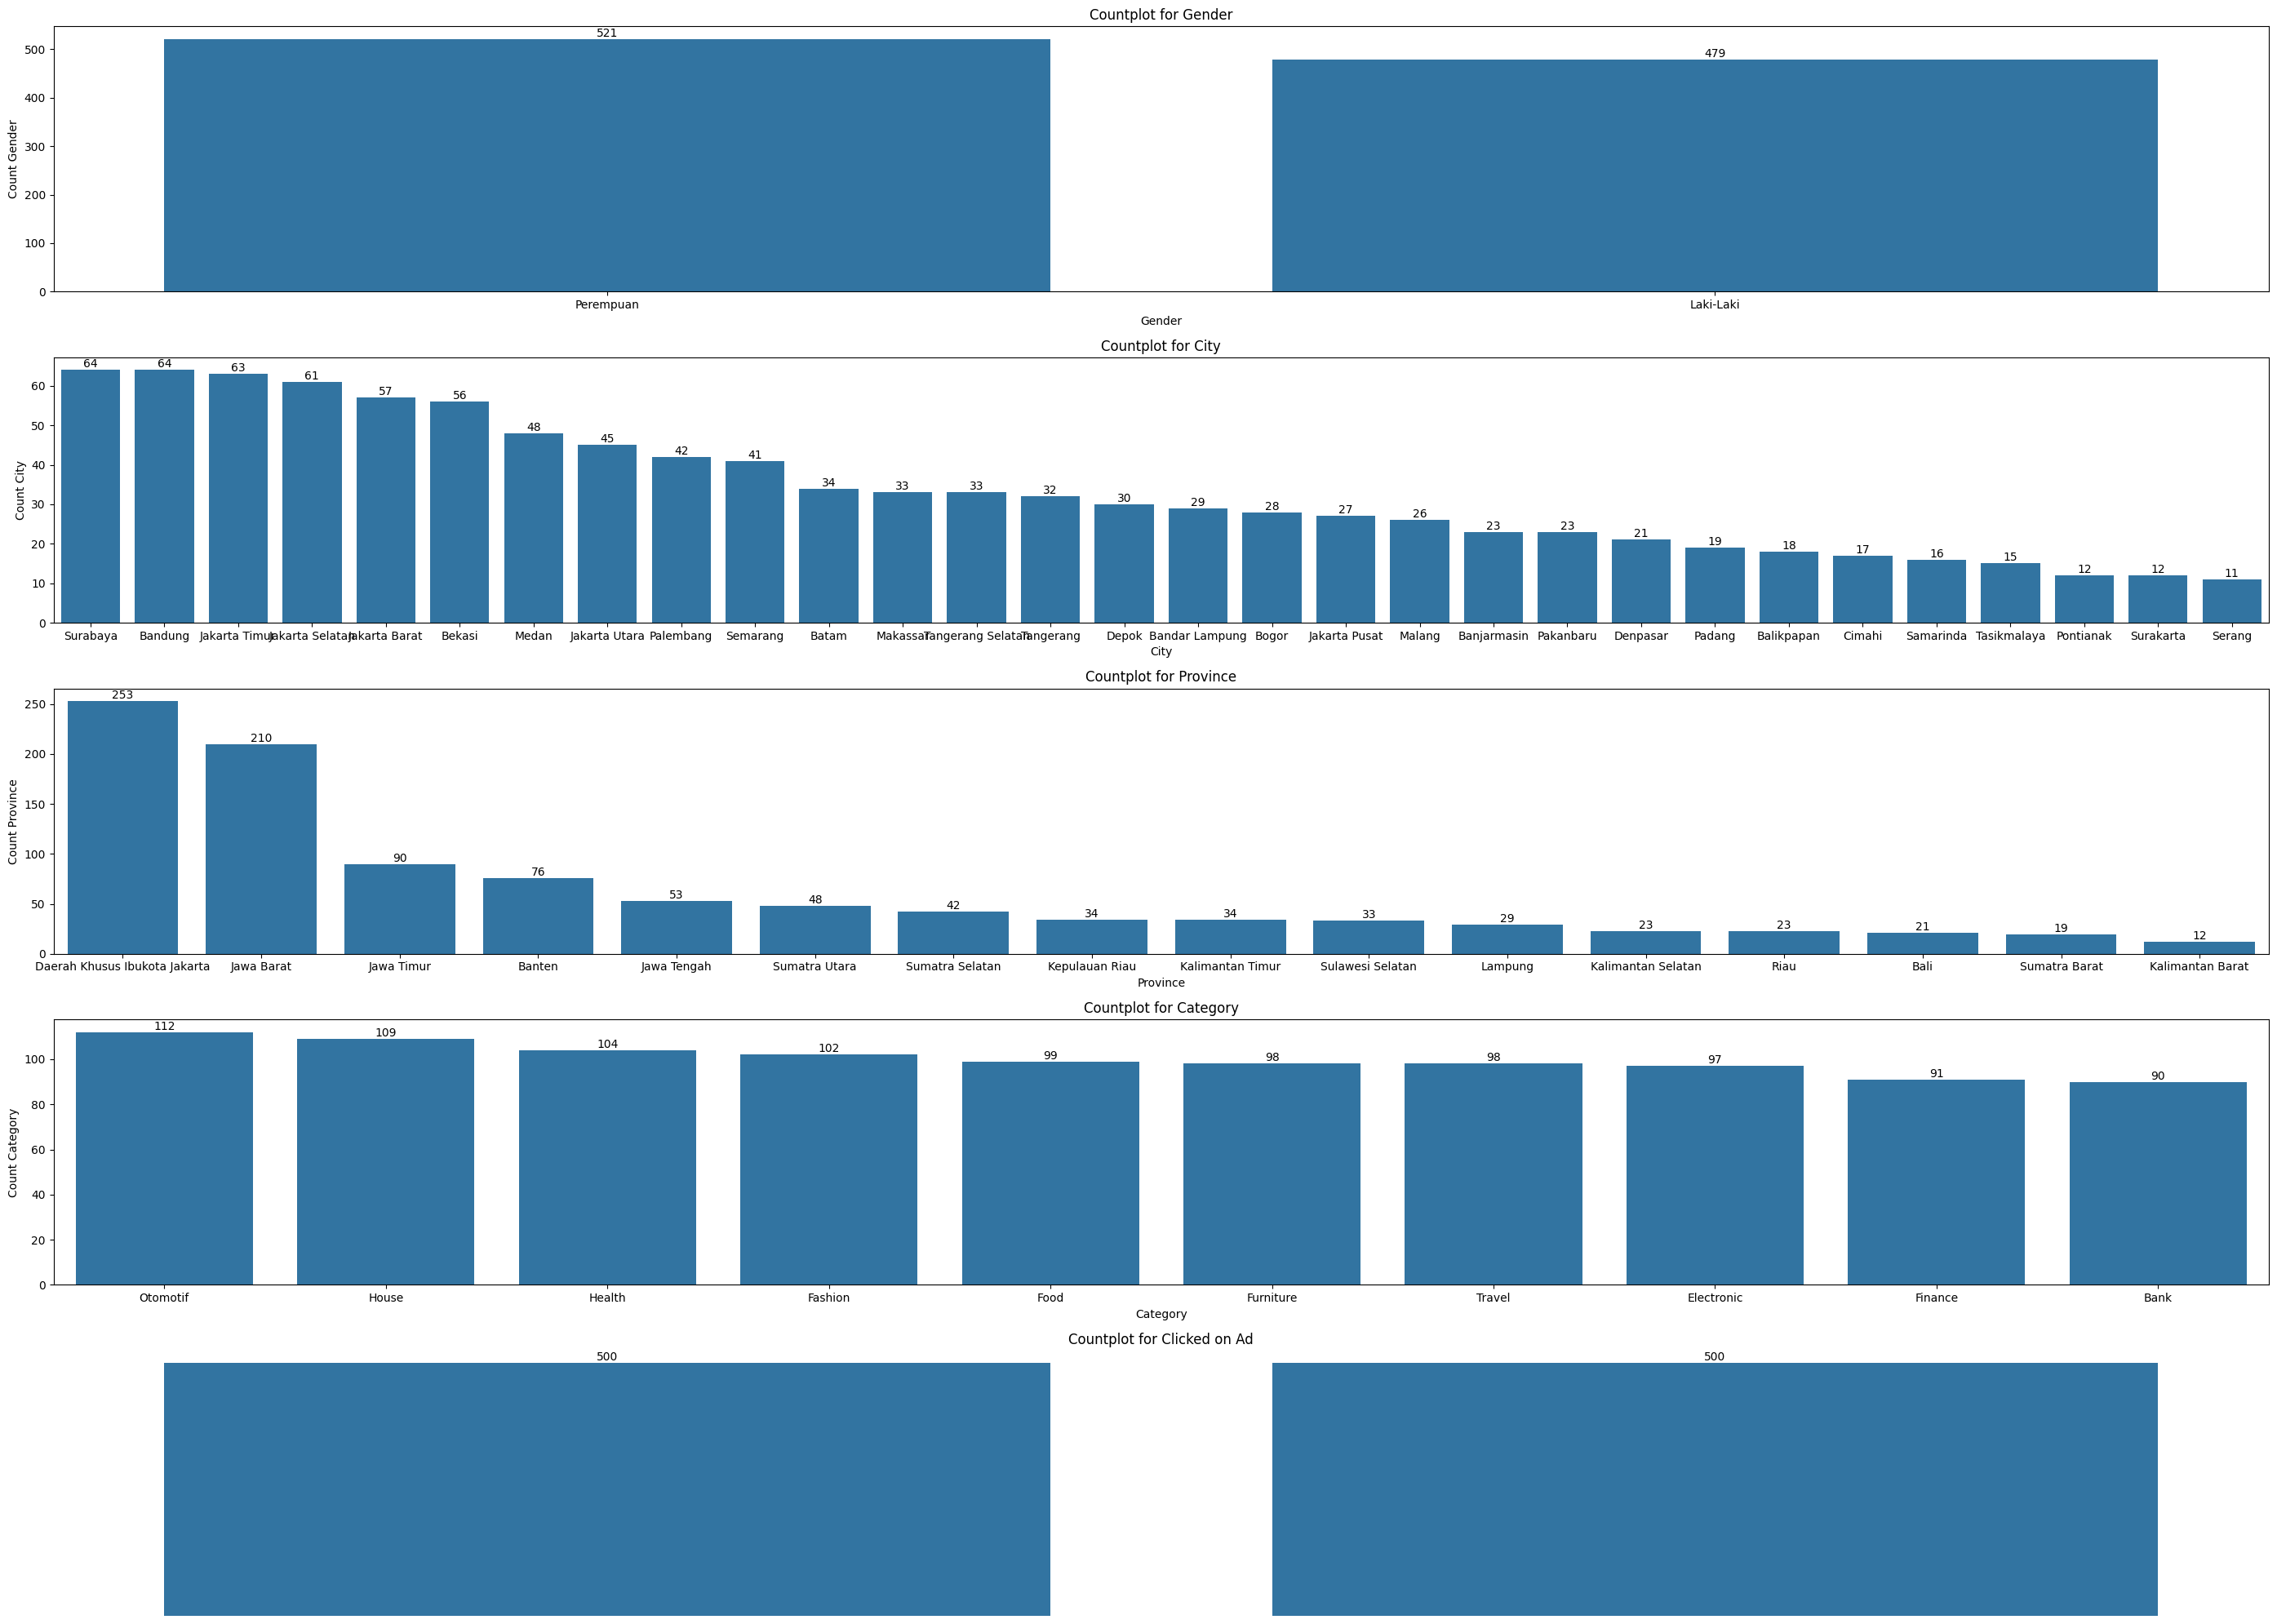 Countplot for Gender
521
479
500
400
300
200
100
0
Count Gender
Perempuan Laki-Laki
Gender
Countplot for City
64 64 63 61 57 56 48 45 42 41 34 33 33 32 30 29 28 27 26 23 23 21 19 18 17 16 15 12 12 11
60
50
40
30
20
10
0
Count City
Surabaya Bandung Jakarta Timur Jakarta Selatan Jakarta Barat Bekasi Medan Jakarta Utara Palembang Semarang Batam Makassar Tangerang Selatan Tangerang Depok Bandar Lampung Bogor Jakarta Pusat Malang Banjarmasin Pakanbaru Denpasar Padang Balikpapan Cimahi Samarinda Tasikmalaya Pontianak Surakarta Serang
City
Countplot for Province
253 210 90 76 53 48 42 34 34 33 29 23 23 21 19 12
250
200
150
100
50
0
Count Province
Daerah Khusus Ibukota Jakarta Jawa Barat Jawa Timur Banten Jawa Tengah Sumatra Utara Sumatra Selatan Kepulauan Riau Kalimantan Timur Sulawesi Selatan Lampung Kalimantan Selatan Riau Bali Sumatra Barat Kalimantan Barat
Province
Countplot for Category
112 109 104 102 99 98 98 97 91 90
100
80
60
40
20
0
Count Category
Otomotif House Health Fashion Food Furniture Travel Electronic Finance Bank
Category
Countplot for Clicked on Ad
500 500